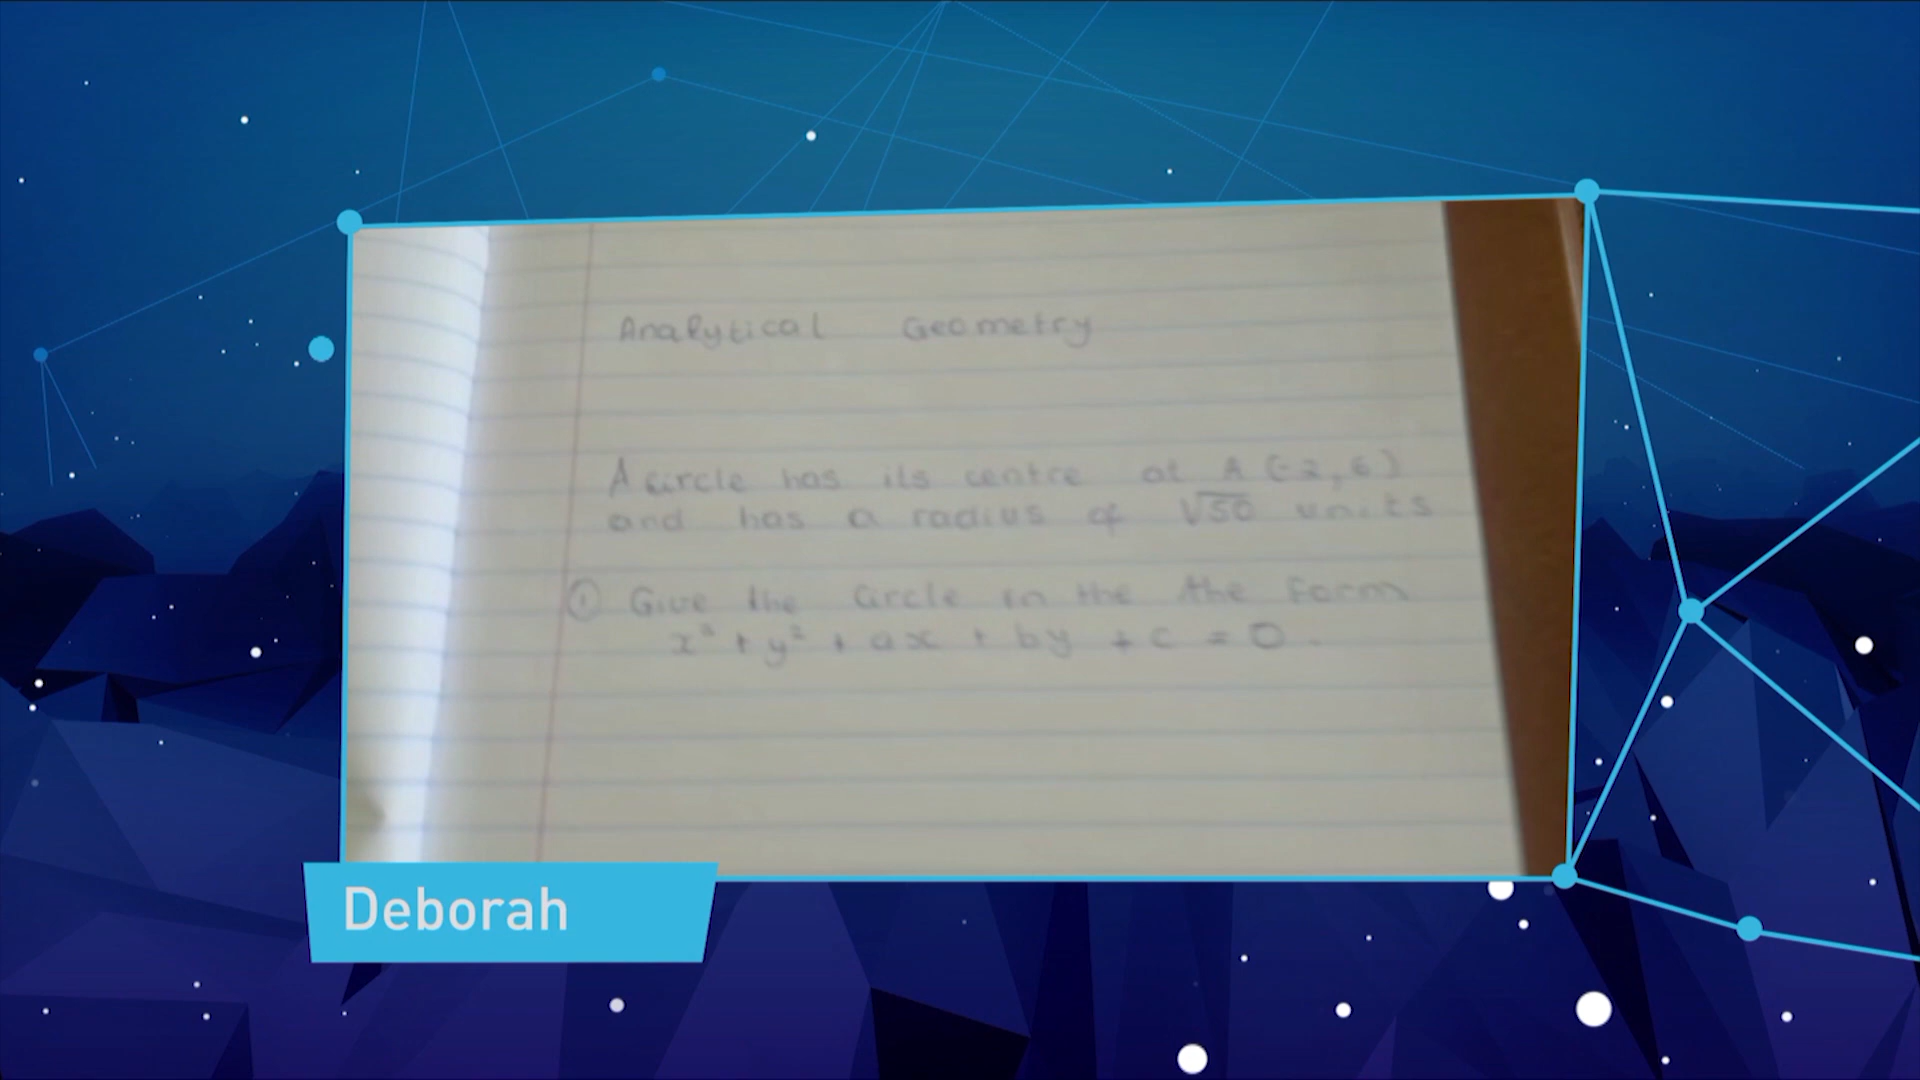 Analytical Geometry
A circle has its centre at A (-2,6)
and has a radius of √50 units
① Give the circle in the the form
x² + y² + ax + by + c = 0.
Deborah